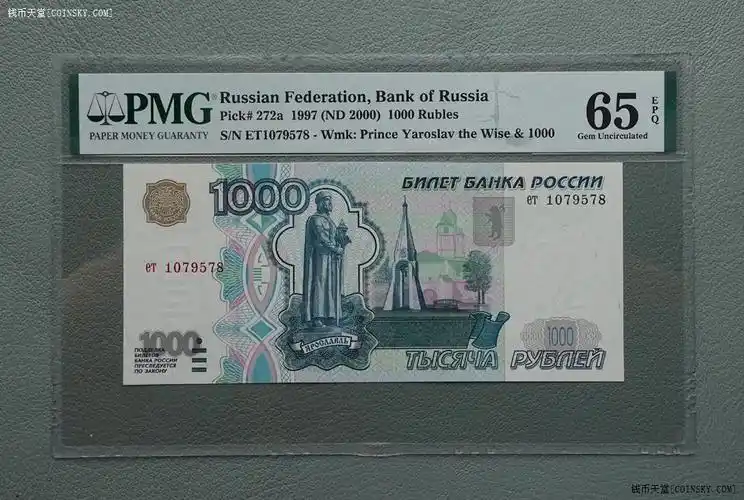 钱币天堂[COINSKY.COM]
PMG
PAPER MONEY GUARANTY
Russian Federation, Bank of Russia
Pick# 272a 1997 (ND 2000) 1000 Rubles
S/N ET1079578 - Wmk: Prince Yaroslav the Wise & 1000
65 EPQ
Gem Uncirculated
1000
БИЛЕТ БАНКА РОССИИ
ет 1079578
ет 1079578
1000
ПОДДЕЛКА
БИЛЕТОВ
БАНКА РОССИИ
ПРЕСЛЕДУЕТСЯ
ПО ЗАКОНУ
ЯРОСЛАВЛЬ
1000
ТЫСЯЧА РУБЛЕЙ
钱币天堂[COINSKY.COM]